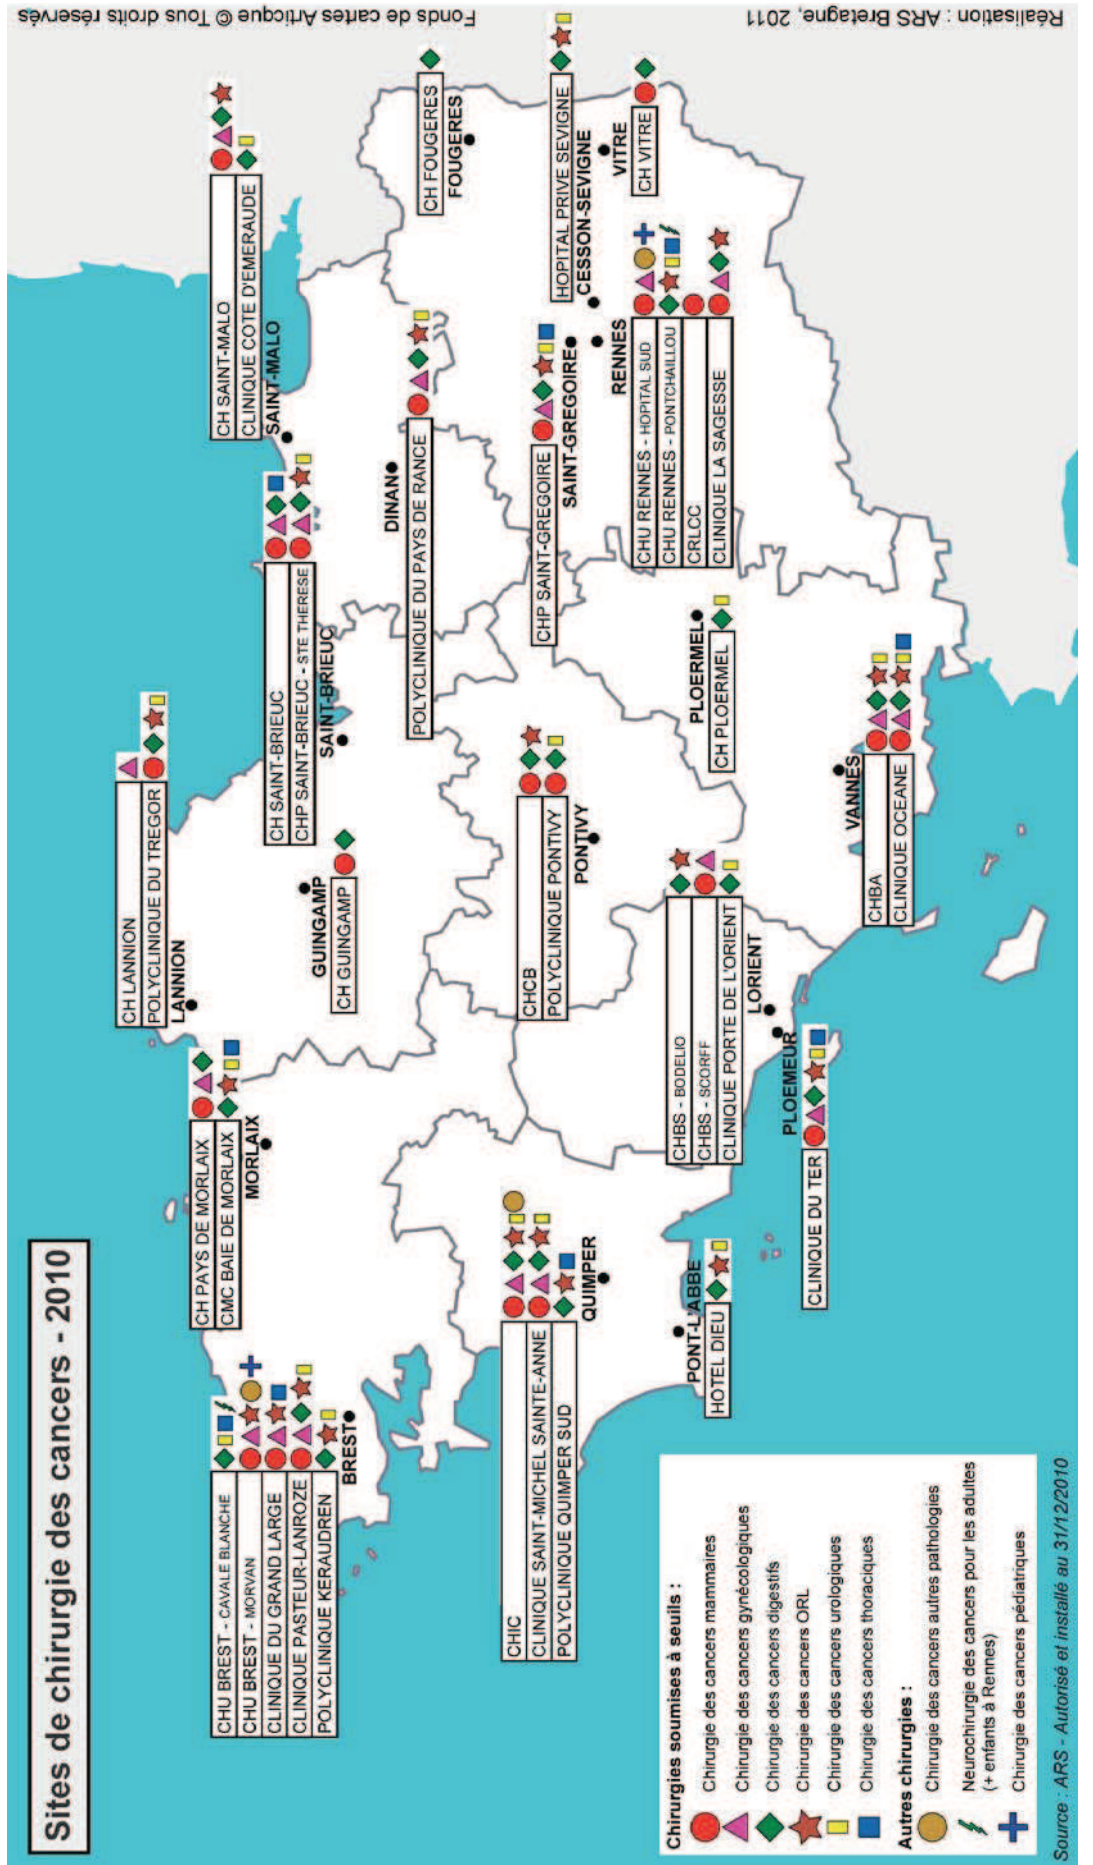 Sites de chirurgie des cancers - 2010
CHU BREST - CAVALE BLANCHE
CHU BREST - MORVAN
CLINIQUE DU GRAND LARGE
CLINIQUE PASTEUR-LANROZE
POLYCLINIQUE KERAUDREN
BREST
CH PAYS DE MORLAIX
CMC BAIE DE MORLAIX
MORLAIX
CH LANNION
POLYCLINIQUE DU TREGOR
LANNION
GUINGAMP
CH GUINGAMP
CH SAINT-BRIEUC
CHP SAINT-BRIEUC - STE THERESE
SAINT-BRIEUC
CH SAINT-MALO
CLINIQUE COTE D'EMERAUDE
SAINT-MALO
DINAN
POLYCLINIQUE DU PAYS DE RANCE
CH FOUGERES
FOUGERES
CHIC
CLINIQUE SAINT-MICHEL SAINTE-ANNE
POLYCLINIQUE QUIMPER SUD
QUIMPER
CHCB
POLYCLINIQUE PONTIVY
PONTIVY
CHP SAINT-GREGOIRE
SAINT-GREGOIRE
HOPITAL PRIVE SEVIGNE
CESSON-SEVIGNE
VITRE
CH VITRE
RENNES
CHU RENNES - HOPITAL SUD
CHU RENNES - PONTCHAILLOU
CRLCC
CLINIQUE LA SAGESSE
PONT-L'ABBE
HOTEL DIEU
CHBS - BODELIO
CHBS - SCORFF
CLINIQUE PORTE DE L'ORIENT
LORIENT
PLOEMEUR
CLINIQUE DU TER
PLOERMEL
CH PLOERMEL
VANNES
CHBA
CLINIQUE OCEANE
Chirurgies soumises à seuils :
Chirurgie des cancers mammaires
Chirurgie des cancers gynécologiques
Chirurgie des cancers digestifs
Chirurgie des cancers ORL
Chirurgie des cancers urologiques
Chirurgie des cancers thoraciques
Autres chirurgies :
Chirurgie des cancers autres pathologies
Neurochirurgie des cancers pour les adultes
(+ enfants à Rennes)
Chirurgie des cancers pédiatriques
Source : ARS - Autorisé et installé au 31/12/2010
Fonds de cartes Articque © Tous droits réservés
Réalisation : ARS Bretagne, 2011